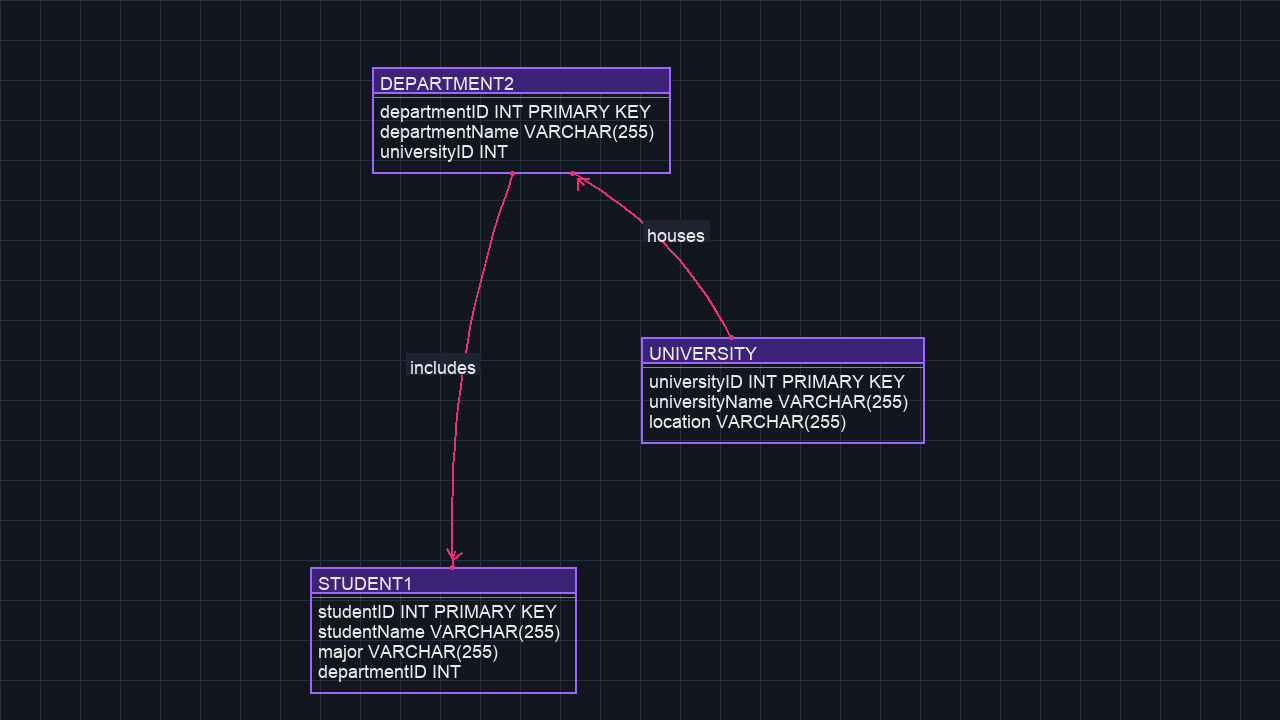 DEPARTMENT2
departmentID INT PRIMARY KEY
departmentName VARCHAR(255)
universityID INT
houses
UNIVERSITY
universityID INT PRIMARY KEY
universityName VARCHAR(255)
location VARCHAR(255)
includes
STUDENT1
studentID INT PRIMARY KEY
studentName VARCHAR(255)
major VARCHAR(255)
departmentID INT